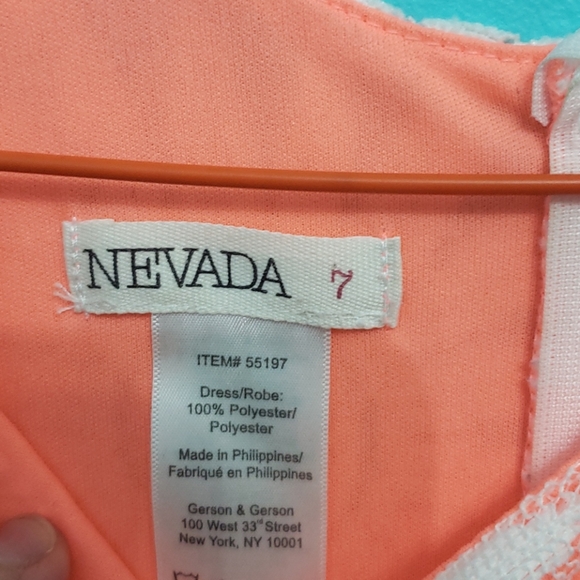 NEVADA 7
ITEM# 55197
Dress/Robe:
100% Polyester/
Polyester
Made in Philippines/
Fabriqué en Philippines
Gerson & Gerson
100 West 33rd Street
New York, NY 10001